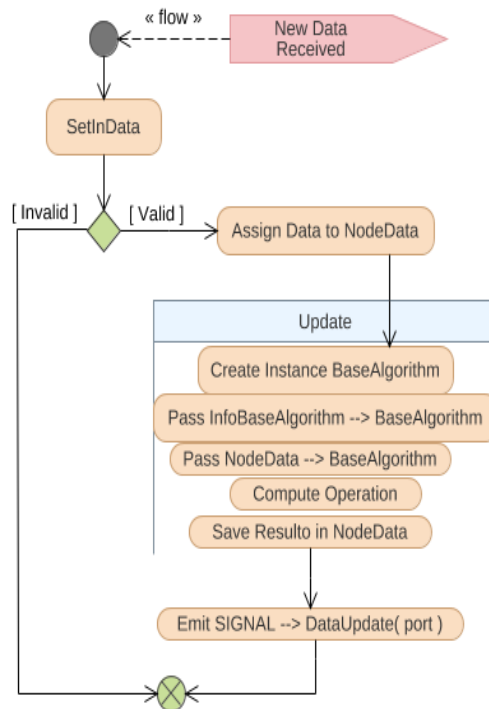 « flow »
New Data
Received
SetInData
[ Invalid ]
[ Valid ]
Assign Data to NodeData
Update
Create Instance BaseAlgorithm
Pass InfoBaseAlgorithm --> BaseAlgorithm
Pass NodeData --> BaseAlgorithm
Compute Operation
Save Resulto in NodeData
Emit SIGNAL --> DataUpdate( port )